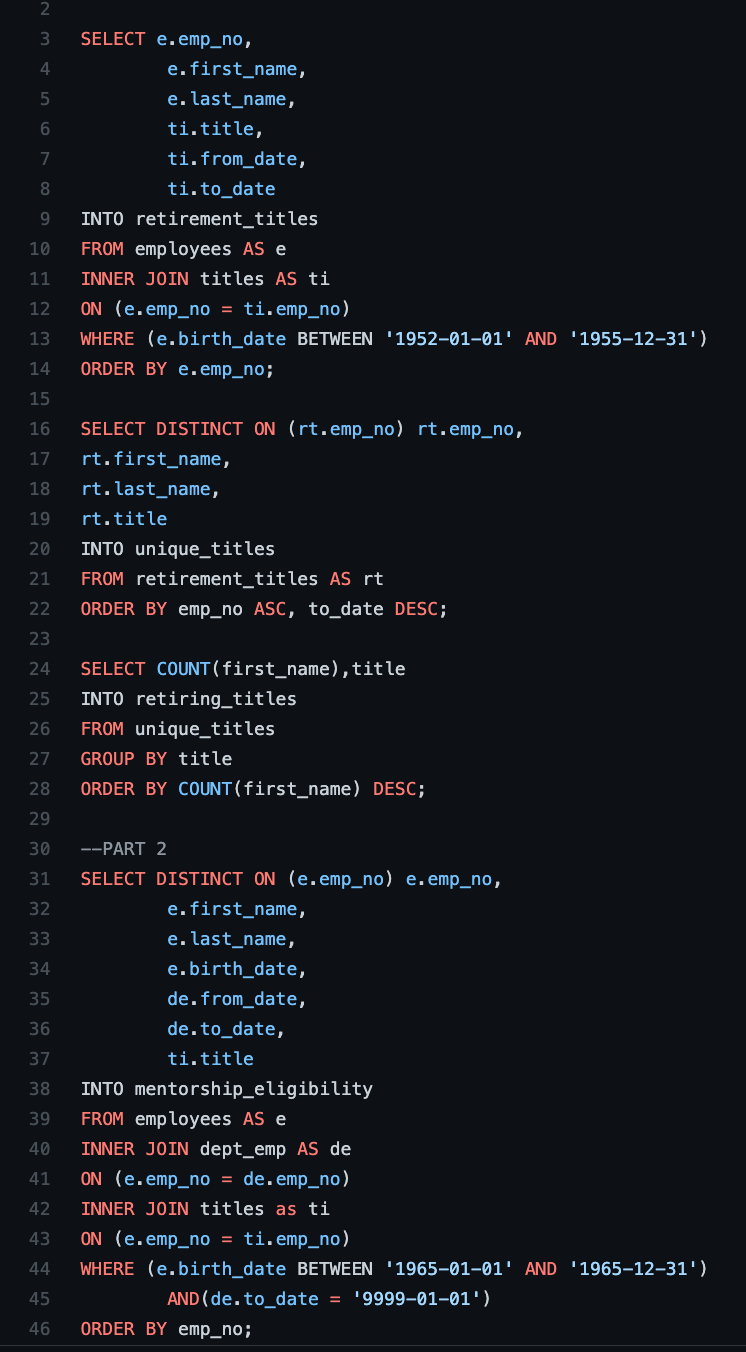 2
3 SELECT e.emp_no,
4 e.first_name,
5 e.last_name,
6 ti.title,
7 ti.from_date,
8 ti.to_date
9 INTO retirement_titles
10 FROM employees AS e
11 INNER JOIN titles AS ti
12 ON (e.emp_no = ti.emp_no)
13 WHERE (e.birth_date BETWEEN '1952-01-01' AND '1955-12-31')
14 ORDER BY e.emp_no;
15
16 SELECT DISTINCT ON (rt.emp_no) rt.emp_no,
17 rt.first_name,
18 rt.last_name,
19 rt.title
20 INTO unique_titles
21 FROM retirement_titles AS rt
22 ORDER BY emp_no ASC, to_date DESC;
23
24 SELECT COUNT(first_name),title
25 INTO retiring_titles
26 FROM unique_titles
27 GROUP BY title
28 ORDER BY COUNT(first_name) DESC;
29
30 --PART 2
31 SELECT DISTINCT ON (e.emp_no) e.emp_no,
32 e.first_name,
33 e.last_name,
34 e.birth_date,
35 de.from_date,
36 de.to_date,
37 ti.title
38 INTO mentorship_eligibility
39 FROM employees AS e
40 INNER JOIN dept_emp AS de
41 ON (e.emp_no = de.emp_no)
42 INNER JOIN titles as ti
43 ON (e.emp_no = ti.emp_no)
44 WHERE (e.birth_date BETWEEN '1965-01-01' AND '1965-12-31')
45 AND(de.to_date = '9999-01-01')
46 ORDER BY emp_no;